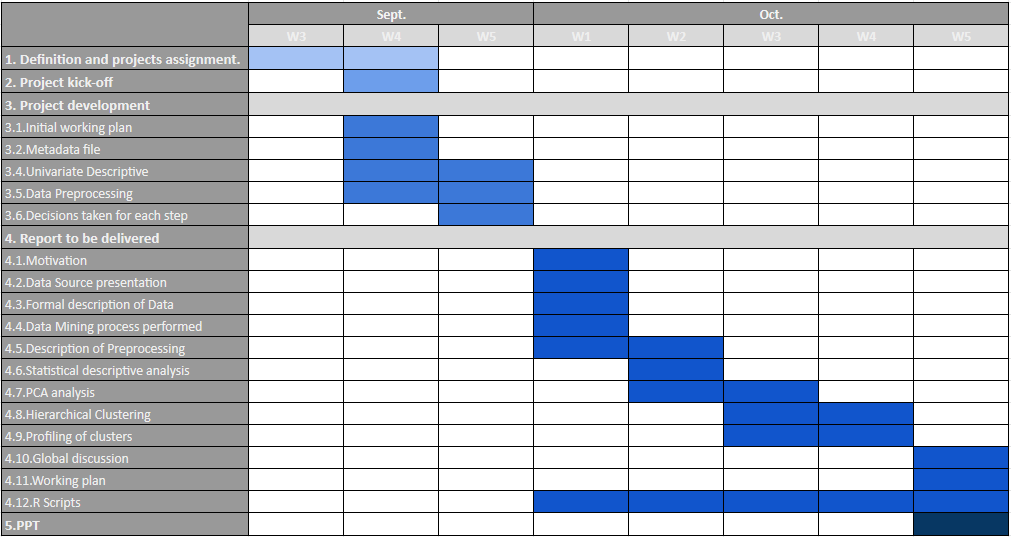 Sept. Oct.
W3 W4 W5 W1 W2 W3 W4 W5
1. Definition and projects assignment.
2. Project kick-off
3. Project development
3.1.Initial working plan
3.2.Metadata file
3.4.Univariate Descriptive
3.5.Data Preprocessing
3.6.Decisions taken for each step
4. Report to be delivered
4.1.Motivation
4.2.Data Source presentation
4.3.Formal description of Data
4.4.Data Mining process performed
4.5.Description of Preprocessing
4.6.Statistical descriptive analysis
4.7.PCA analysis
4.8.Hierarchical Clustering
4.9.Profiling of clusters
4.10.Global discussion
4.11.Working plan
4.12.R Scripts
5.PPT